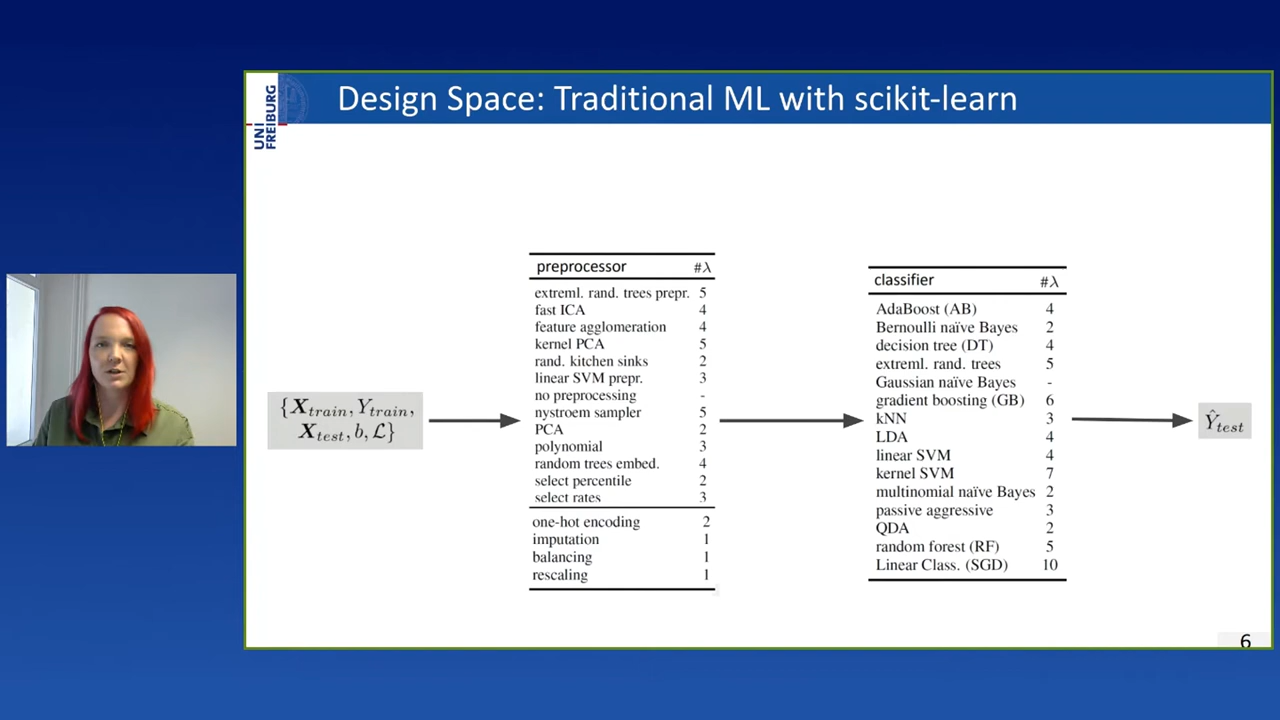 UNI
FREIBURG
Design Space: Traditional ML with scikit-learn
{X_train, Y_train,
X_test, b, ℒ}
preprocessor #λ
extreml. rand. trees prepr. 5
fast ICA 4
feature agglomeration 4
kernel PCA 5
rand. kitchen sinks 2
linear SVM prepr. 3
no preprocessing -
nystroem sampler 5
PCA 2
polynomial 3
random trees embed. 4
select percentile 2
select rates 3
one-hot encoding 2
imputation 1
balancing 1
rescaling 1
classifier #λ
AdaBoost (AB) 4
Bernoulli naïve Bayes 2
decision tree (DT) 4
extreml. rand. trees 5
Gaussian naïve Bayes -
gradient boosting (GB) 6
kNN 3
LDA 4
linear SVM 4
kernel SVM 7
multinomial naïve Bayes 2
passive aggressive 3
QDA 2
random forest (RF) 5
Linear Class. (SGD) 10
Ŷ_test
6